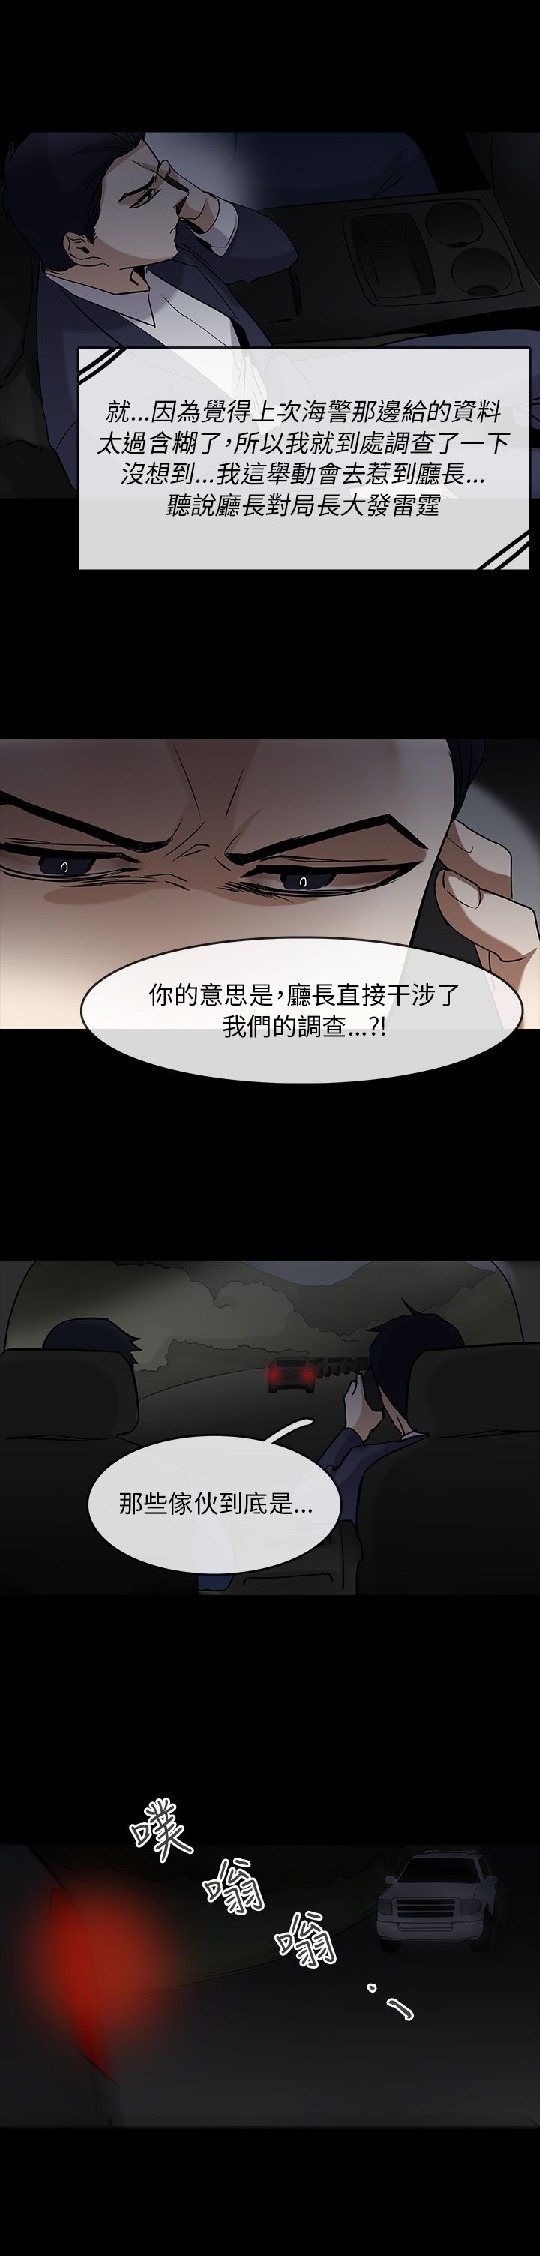 就...因為覺得上次海警那邊給的資料
太過含糊了，所以我就到處調查了一下
沒想到...我這舉動會去惹到廳長...
聽說廳長對局長大發雷霆
你的意思是，廳長直接干涉了
我們的調查...?!
那些傢伙到底是...
噗
嗡
嗡